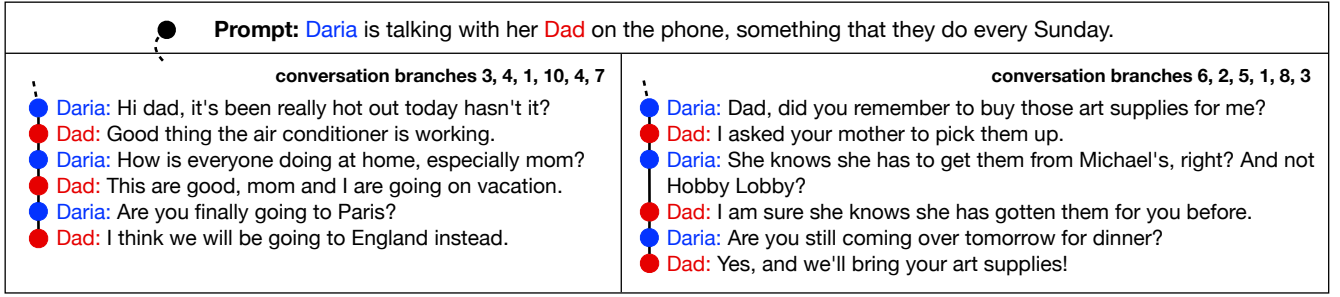 Prompt: Daria is talking with her Dad on the phone, something that they do every Sunday.
conversation branches 3, 4, 1, 10, 4, 7
Daria: Hi dad, it's been really hot out today hasn't it?
Dad: Good thing the air conditioner is working.
Daria: How is everyone doing at home, especially mom?
Dad: This are good, mom and I are going on vacation.
Daria: Are you finally going to Paris?
Dad: I think we will be going to England instead.
conversation branches 6, 2, 5, 1, 8, 3
Daria: Dad, did you remember to buy those art supplies for me?
Dad: I asked your mother to pick them up.
Daria: She knows she has to get them from Michael's, right? And not
Hobby Lobby?
Dad: I am sure she knows she has gotten them for you before.
Daria: Are you still coming over tomorrow for dinner?
Dad: Yes, and we'll bring your art supplies!